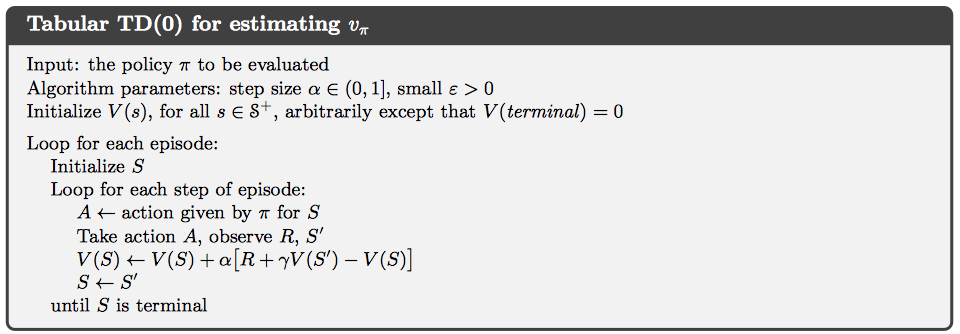 Tabular TD(0) for estimating vπ
Input: the policy π to be evaluated
Algorithm parameters: step size α ∈ (0, 1], small ε > 0
Initialize V(s), for all s ∈ 𝒮⁺, arbitrarily except that V(terminal) = 0
Loop for each episode:
Initialize S
Loop for each step of episode:
A ← action given by π for S
Take action A, observe R, S′
V(S) ← V(S) + α[R + γV(S′) − V(S)]
S ← S′
until S is terminal